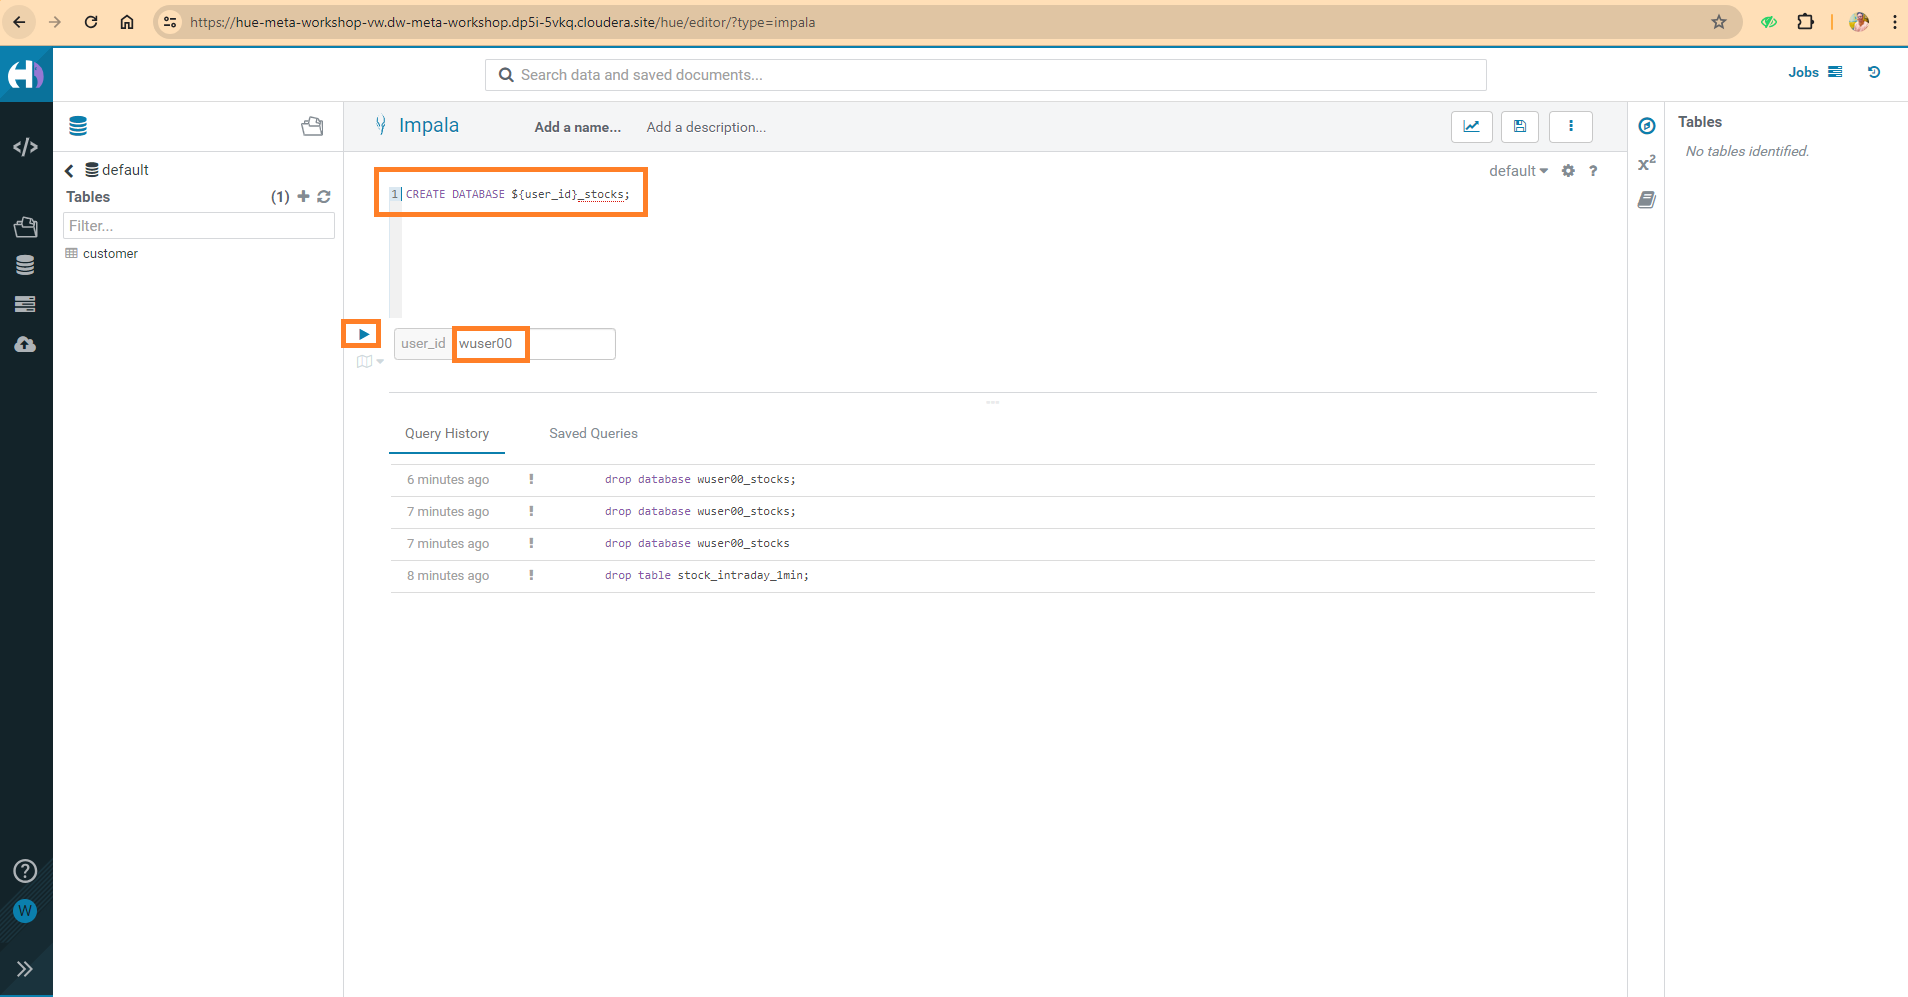 https://hue-meta-workshop-vw.dw-meta-workshop.dp5i-5vkq.cloudera.site/hue/editor/?type=impala
Search data and saved documents...
Jobs
Impala
Add a name...
Add a description...
Tables
No tables identified.
default
Tables
(1)
Filter...
customer
default
?
x²
1 CREATE DATABASE ${user_id}_stocks;
user_id
wuser00
Query History
Saved Queries
6 minutes ago ! drop database wuser00_stocks;
7 minutes ago ! drop database wuser00_stocks;
7 minutes ago ! drop database wuser00_stocks
8 minutes ago ! drop table stock_intraday_1min;
?
W